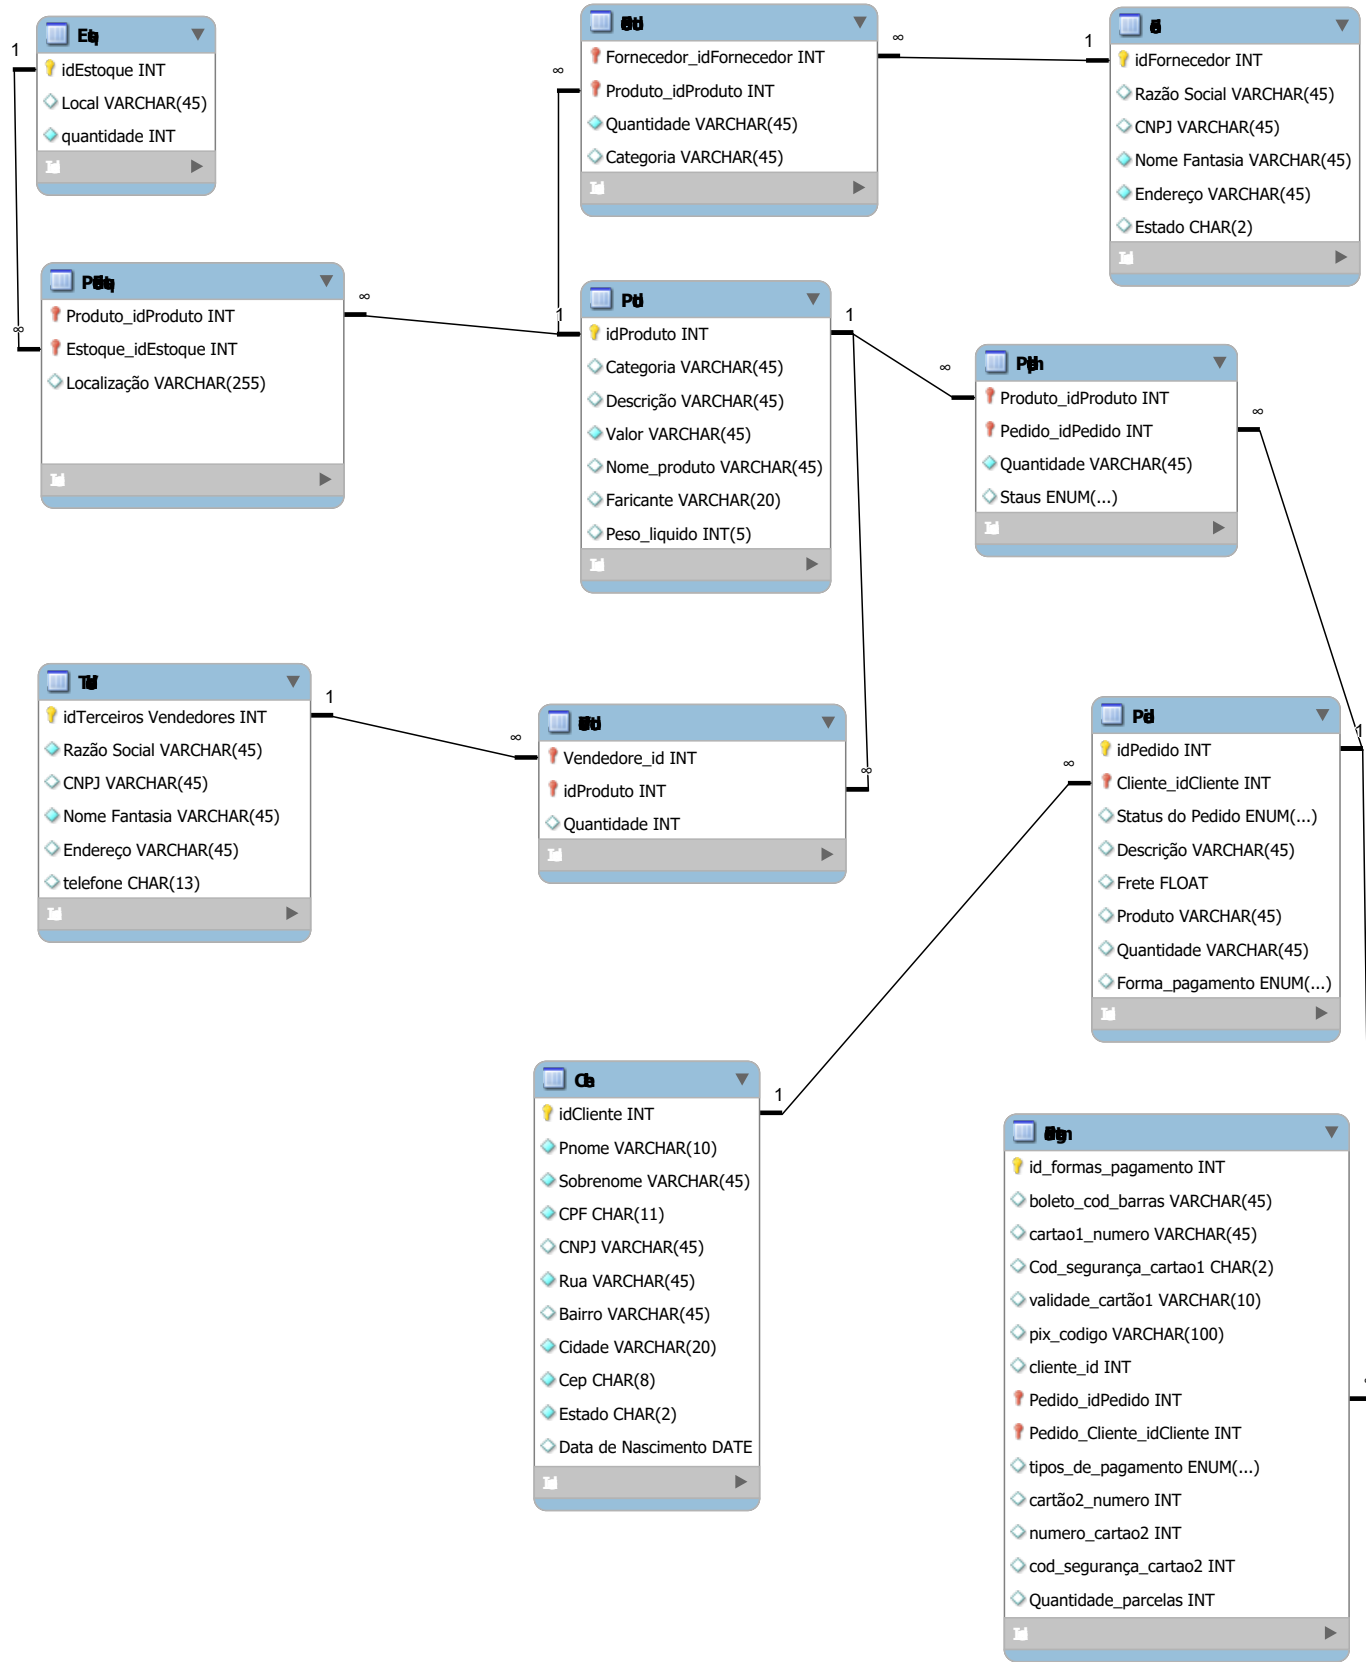 1
idEstoque INT
Local VARCHAR(45)
quantidade INT
∞
Fornecedor_idFornecedor INT
Produto_idProduto INT
Quantidade VARCHAR(45)
Categoria VARCHAR(45)
∞
∞
1
idFornecedor INT
Razão Social VARCHAR(45)
CNPJ VARCHAR(45)
Nome Fantasia VARCHAR(45)
Endereço VARCHAR(45)
Estado CHAR(2)
Produto_idProduto INT
Estoque_idEstoque INT
Localização VARCHAR(255)
∞
1
idProduto INT
Categoria VARCHAR(45)
Descrição VARCHAR(45)
Valor VARCHAR(45)
Nome_produto VARCHAR(45)
Faricante VARCHAR(20)
Peso_liquido INT(5)
1
∞
Produto_idProduto INT
Pedido_idPedido INT
Quantidade VARCHAR(45)
Staus ENUM(...)
∞
idTerceiros Vendedores INT
Razão Social VARCHAR(45)
CNPJ VARCHAR(45)
Nome Fantasia VARCHAR(45)
Endereço VARCHAR(45)
telefone CHAR(13)
1
∞
Vendedore_id INT
idProduto INT
Quantidade INT
∞
∞
idPedido INT
Cliente_idCliente INT
Status do Pedido ENUM(...)
Descrição VARCHAR(45)
Frete FLOAT
Produto VARCHAR(45)
Quantidade VARCHAR(45)
Forma_pagamento ENUM(...)
1
idCliente INT
Pnome VARCHAR(10)
Sobrenome VARCHAR(45)
CPF CHAR(11)
CNPJ VARCHAR(45)
Rua VARCHAR(45)
Bairro VARCHAR(45)
Cidade VARCHAR(20)
Cep CHAR(8)
Estado CHAR(2)
Data de Nascimento DATE
1
id_formas_pagamento INT
boleto_cod_barras VARCHAR(45)
cartao1_numero VARCHAR(45)
Cod_segurança_cartao1 CHAR(2)
validade_cartão1 VARCHAR(10)
pix_codigo VARCHAR(100)
cliente_id INT
Pedido_idPedido INT
Pedido_Cliente_idCliente INT
tipos_de_pagamento ENUM(...)
cartão2_numero INT
numero_cartao2 INT
cod_segurança_cartao2 INT
Quantidade_parcelas INT